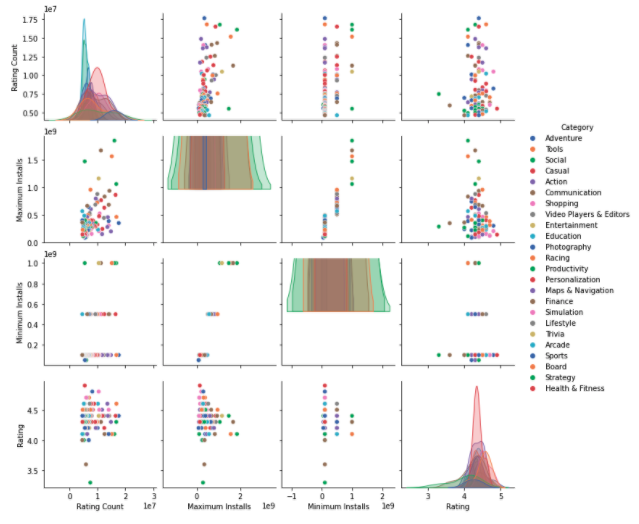 1e7
1.75
1.50
1.25
1.00
0.75
0.50
Rating Count
1e9
1.5
1.0
0.5
0.0
Maximum Installs
1e9
1.0
0.8
0.6
0.4
0.2
Minimum Installs
4.5
4.0
3.5
Rating
0 1 2 3
1e7
Rating Count
0 1 2
1e9
Maximum Installs
−1 0 1 2
1e9
Minimum Installs
3 4 5
Rating
Category
Adventure
Tools
Social
Casual
Action
Communication
Shopping
Video Players & Editors
Entertainment
Education
Photography
Racing
Productivity
Personalization
Maps & Navigation
Finance
Simulation
Lifestyle
Trivia
Arcade
Sports
Board
Strategy
Health & Fitness